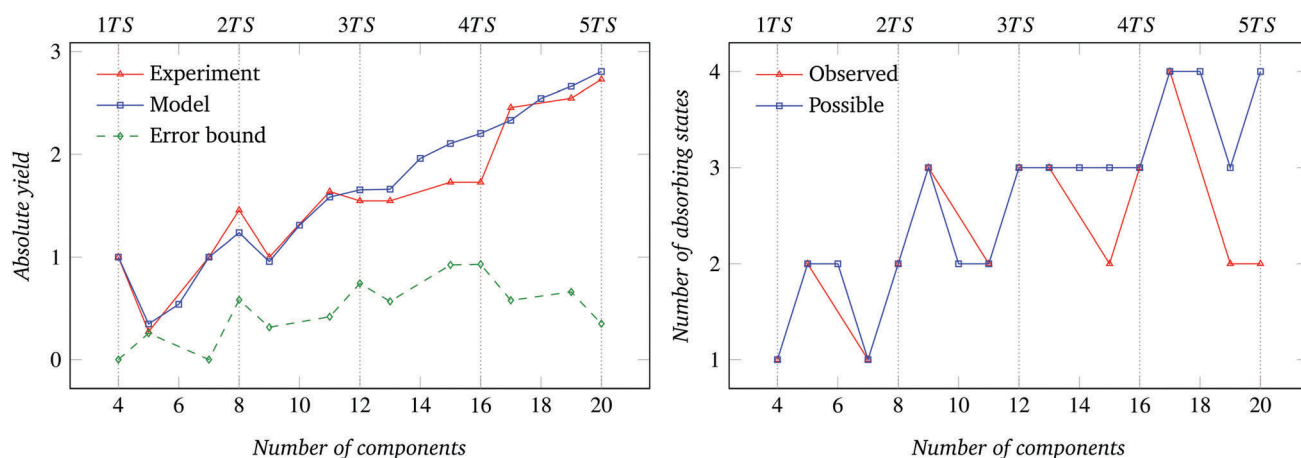 1TS 2TS 3TS 4TS 5TS
3
2
1
0
Absolute yield
Experiment
Model
Error bound
4 6 8 10 12 14 16 18 20
Number of components
1TS 2TS 3TS 4TS 5TS
4
3
2
1
Number of absorbing states
Observed
Possible
4 6 8 10 12 14 16 18 20
Number of components